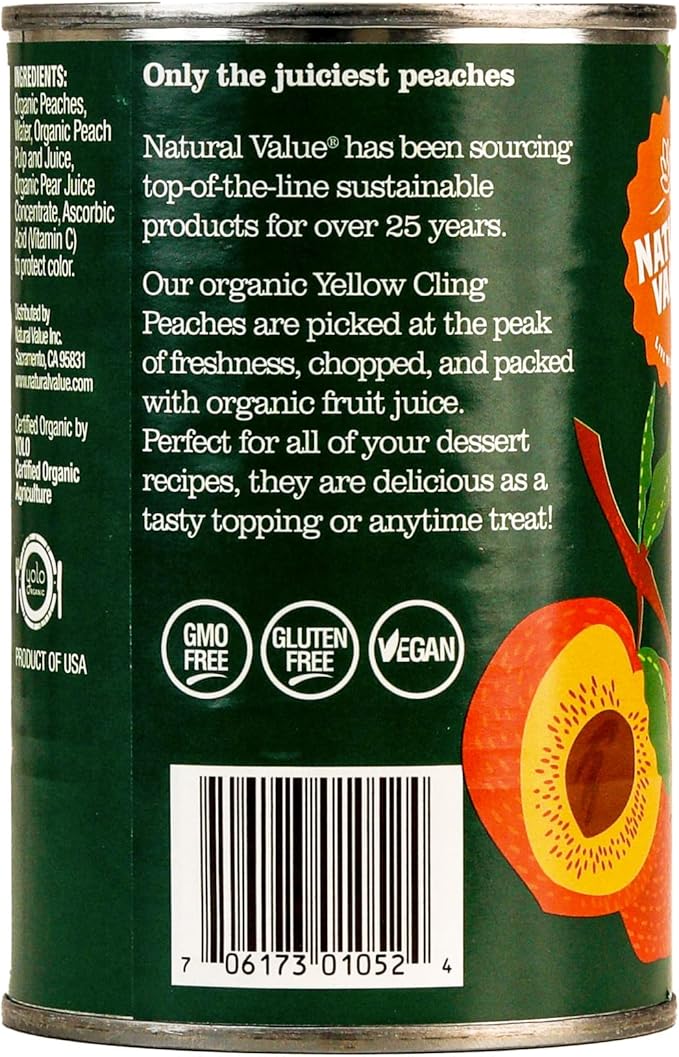 INGREDIENTS:
Organic Peaches,
Water, Organic Peach
Pulp and Juice,
Organic Pear Juice
Concentrate, Ascorbic
Acid (Vitamin C)
to protect color.
Distributed by
Natural Value Inc.
Sacramento, CA 95831
www.naturalvalue.com
Certified Organic by
YOLO
Certified Organic
Agriculture
yolo
ORGANIC
PRODUCT OF USA
Only the juiciest peaches
Natural Value® has been sourcing
top-of-the-line sustainable
products for over 25 years.
Our organic Yellow Cling
Peaches are picked at the peak
of freshness, chopped, and packed
with organic fruit juice.
Perfect for all of your dessert
recipes, they are delicious as a
tasty topping or anytime treat!
GMO
FREE
GLUTEN
FREE
VEGAN
7 06173 01052 4
NAT
VA